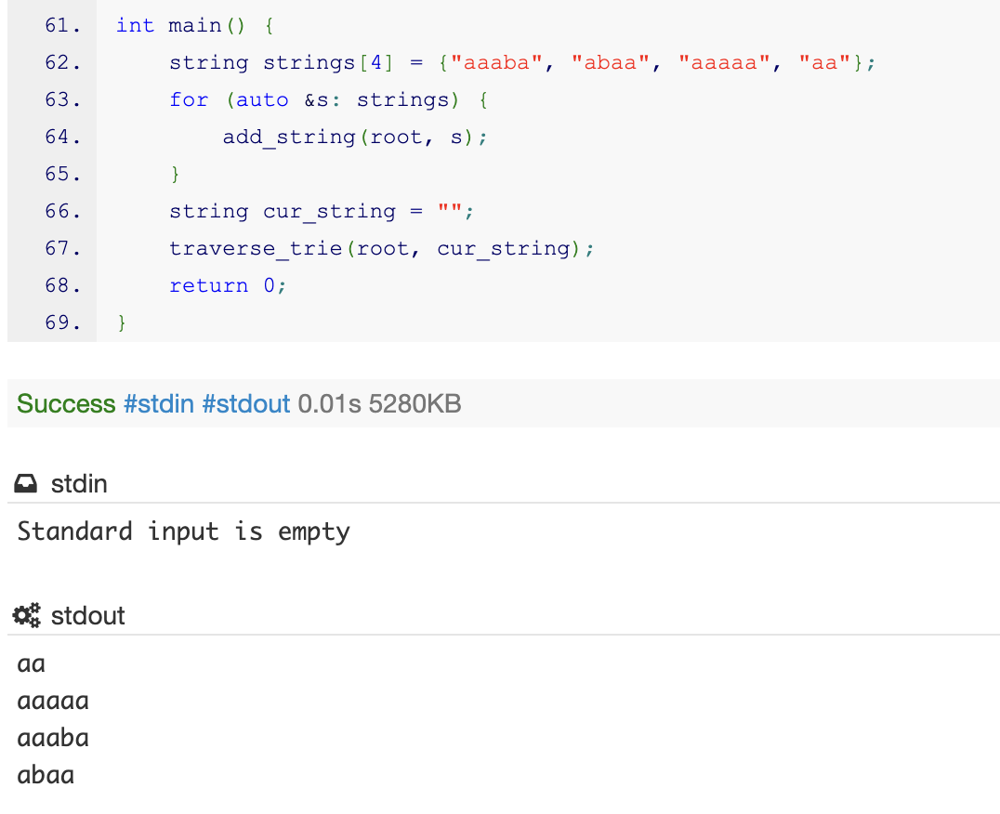 61. int main() {
62. string strings[4] = {"aaaba", "abaa", "aaaaa", "aa"};
63. for (auto &s: strings) {
64. add_string(root, s);
65. }
66. string cur_string = "";
67. traverse_trie(root, cur_string);
68. return 0;
69. }
Success #stdin #stdout 0.01s 5280KB
stdin
Standard input is empty
stdout
aa
aaaaa
aaaba
abaa